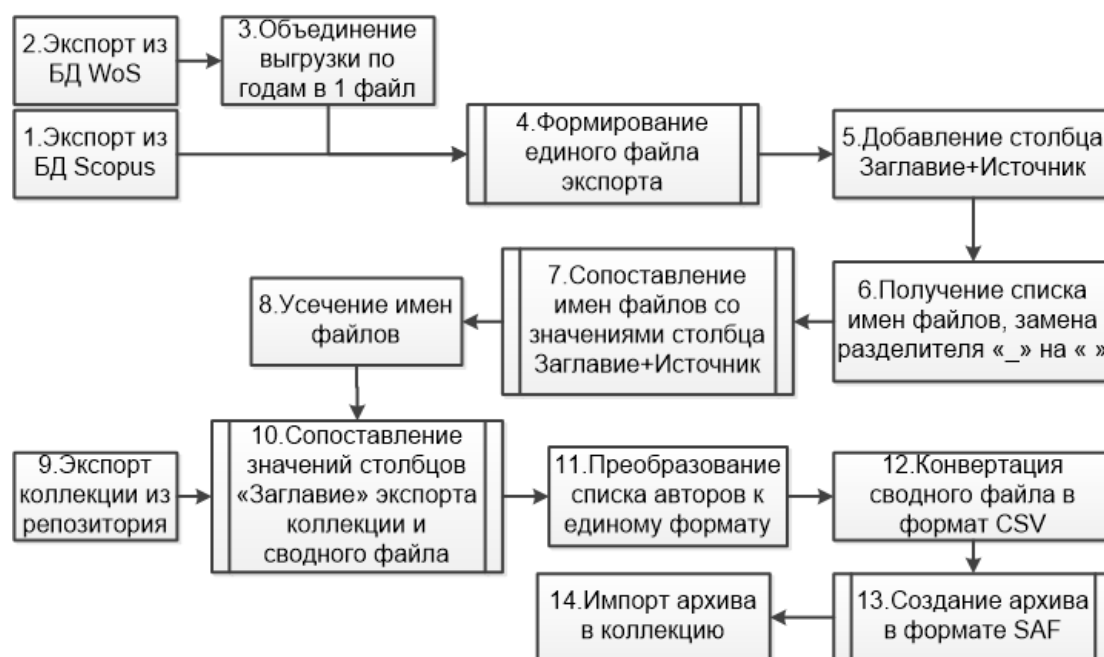 2.Экспорт из
БД WoS
3.Объединение
выгрузки по
годам в 1 файл
1.Экспорт из
БД Scopus
4.Формирование
единого файла
экспорта
5.Добавление столбца
Заглавие+Источник
6.Получение списка
имен файлов, замена
разделителя «_» на « »
7.Сопоставление
имен файлов со
значениями столбца
Заглавие+Источник
8.Усечение имен
файлов
9.Экспорт
коллекции из
репозитория
10.Сопоставление
значений столбцов
«Заглавие» экспорта
коллекции и
сводного файла
11.Преобразование
списка авторов к
единому формату
12.Конвертация
сводного файла в
формат CSV
13.Создание архива
в формате SAF
14.Импорт архива
в коллекцию